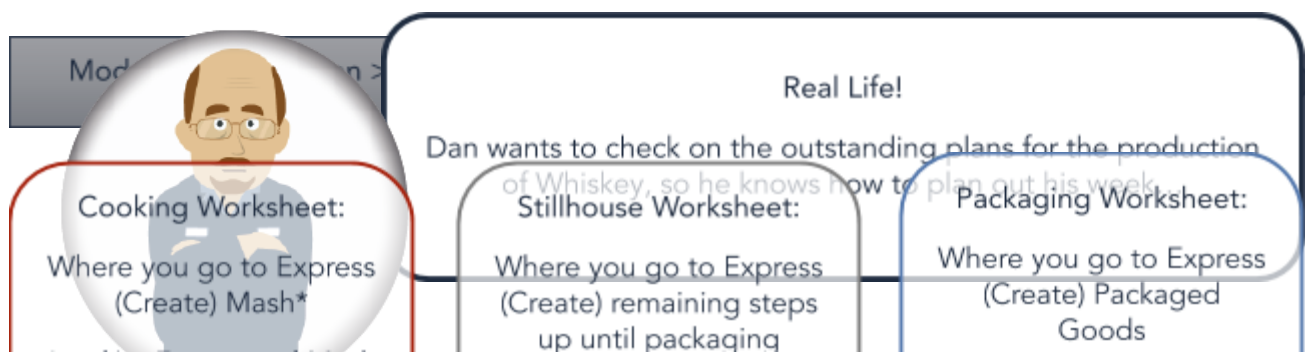 Mod
n >
Real Life!
Dan wants to check on the outstanding plans for the production
of Whiskey, so he knows how to plan out his week...
Cooking Worksheet:
Where you go to Express
(Create) Mash*
Stillhouse Worksheet:
Where you go to Express
(Create) remaining steps
up until packaging
Packaging Worksheet:
Where you go to Express
(Create) Packaged
Goods